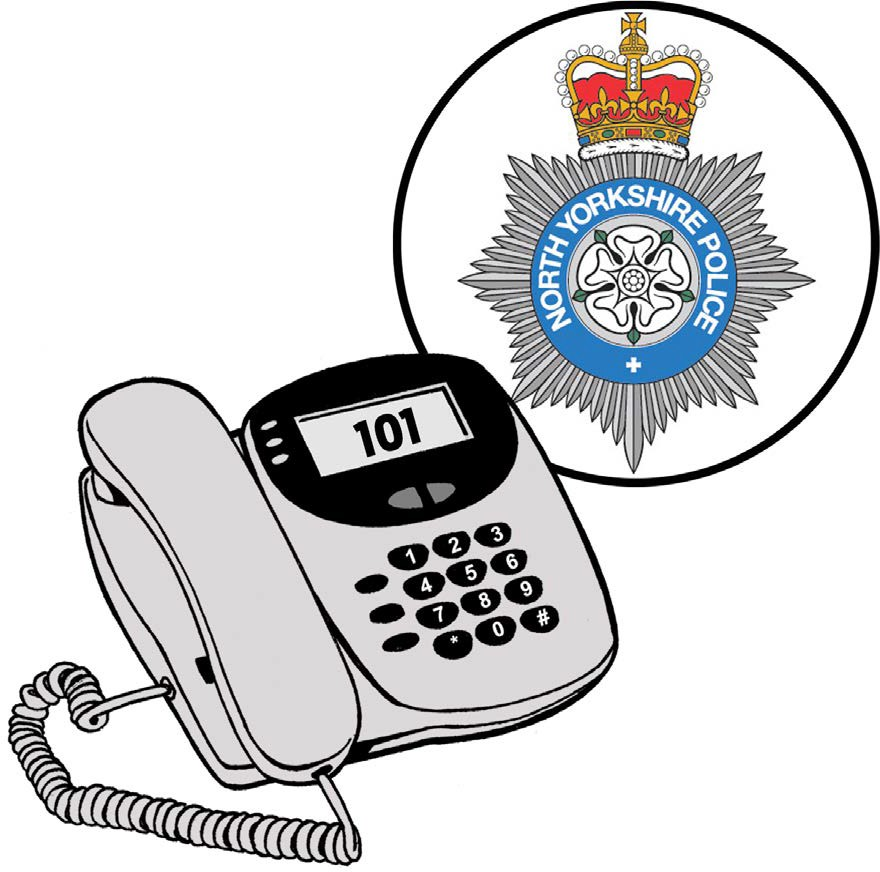 NORTH YORKSHIRE POLICE
101
1 2 3
4 5 6
7 8 9
* 0 #